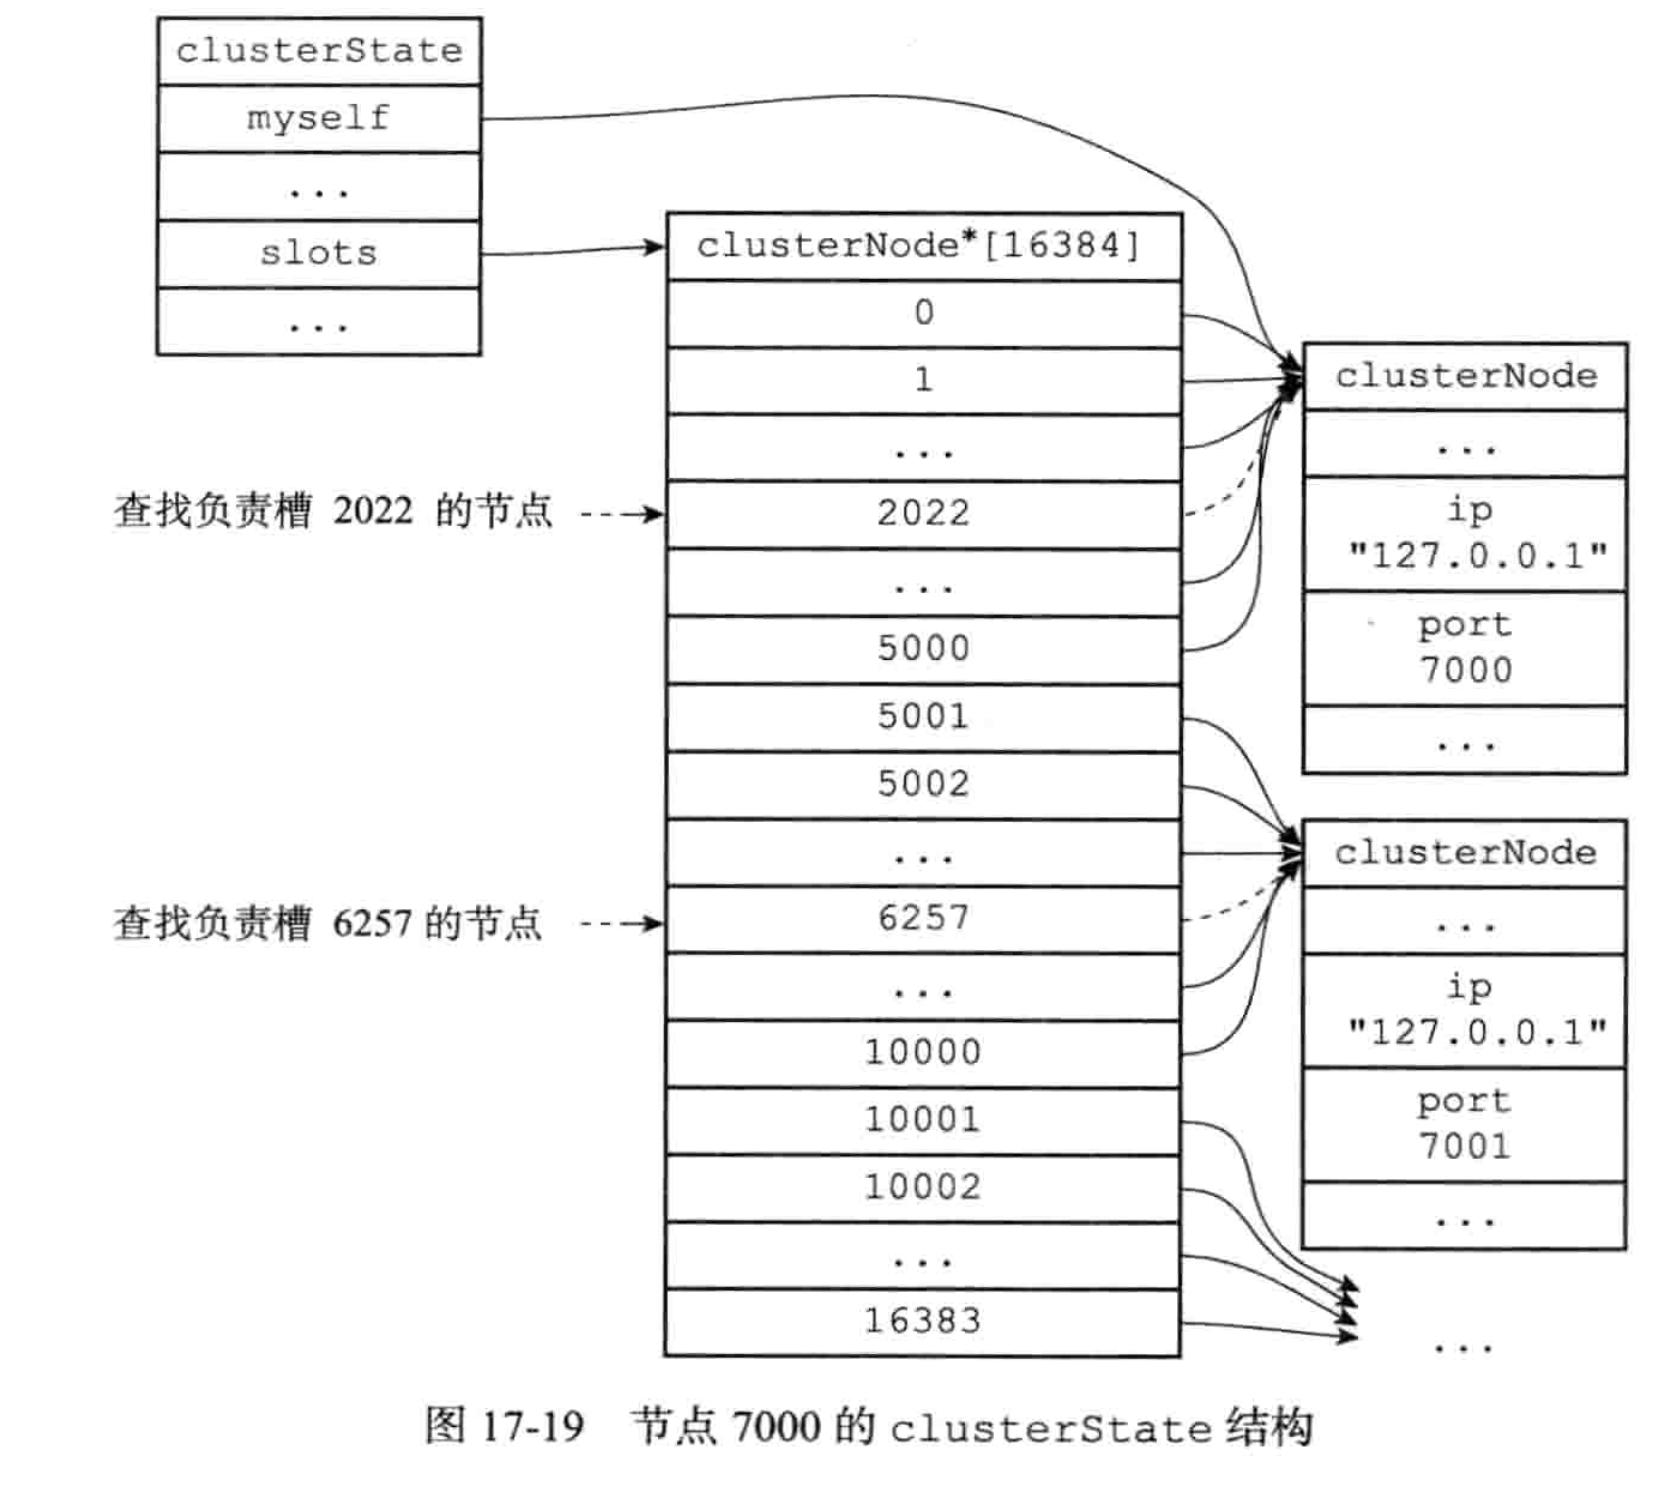 clusterState
myself
...
slots
...
clusterNode*[16384]
0
1
...
2022
...
5000
5001
5002
...
6257
...
10000
10001
10002
...
16383
查找负责槽 2022 的节点
查找负责槽 6257 的节点
clusterNode
...
ip
"127.0.0.1"
port
7000
...
clusterNode
...
ip
"127.0.0.1"
port
7001
...
...
图 17-19 节点 7000 的 clusterState 结构